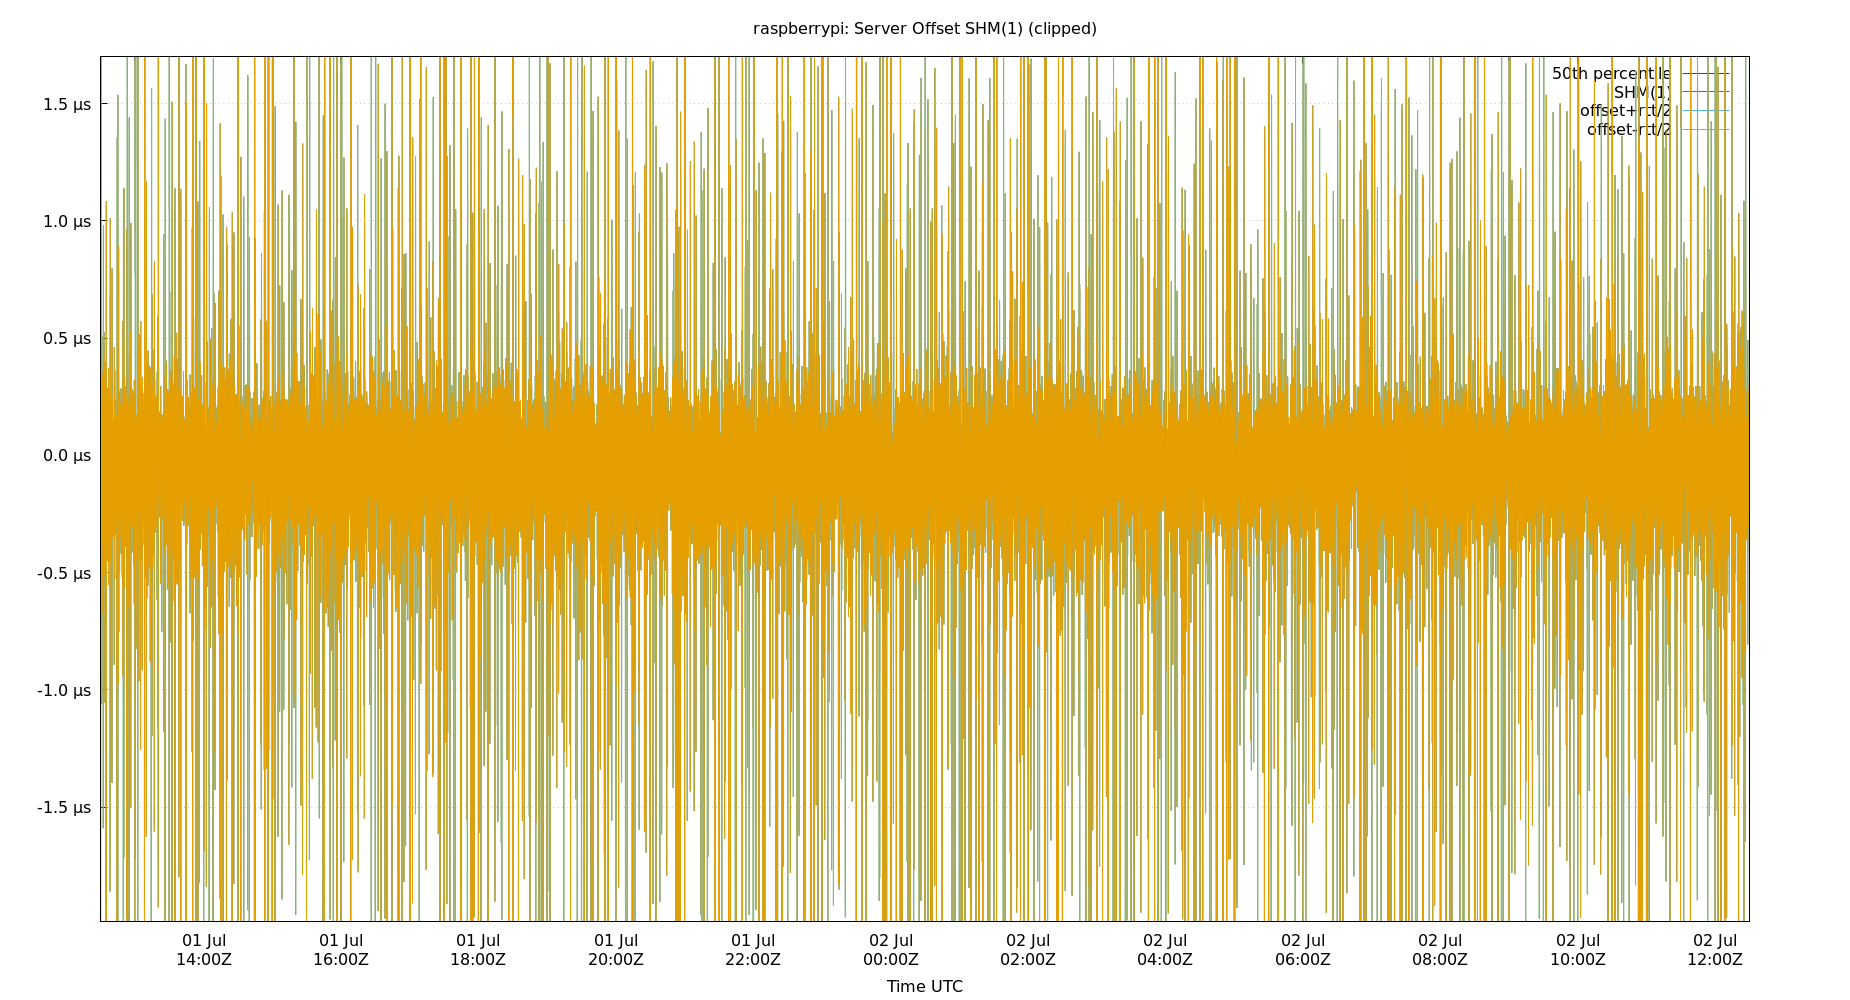 raspberrypi: Server Offset SHM(1) (clipped)
50th percentile
SHM(1)
offset+rtt/2
offset-rtt/2
1.5 µs
1.0 µs
0.5 µs
0.0 µs
-0.5 µs
-1.0 µs
-1.5 µs
01 Jul 01 Jul 01 Jul 01 Jul 01 Jul 02 Jul 02 Jul 02 Jul 02 Jul 02 Jul 02 Jul 02 Jul
14:00Z 16:00Z 18:00Z 20:00Z 22:00Z 00:00Z 02:00Z 04:00Z 06:00Z 08:00Z 10:00Z 12:00Z
Time UTC